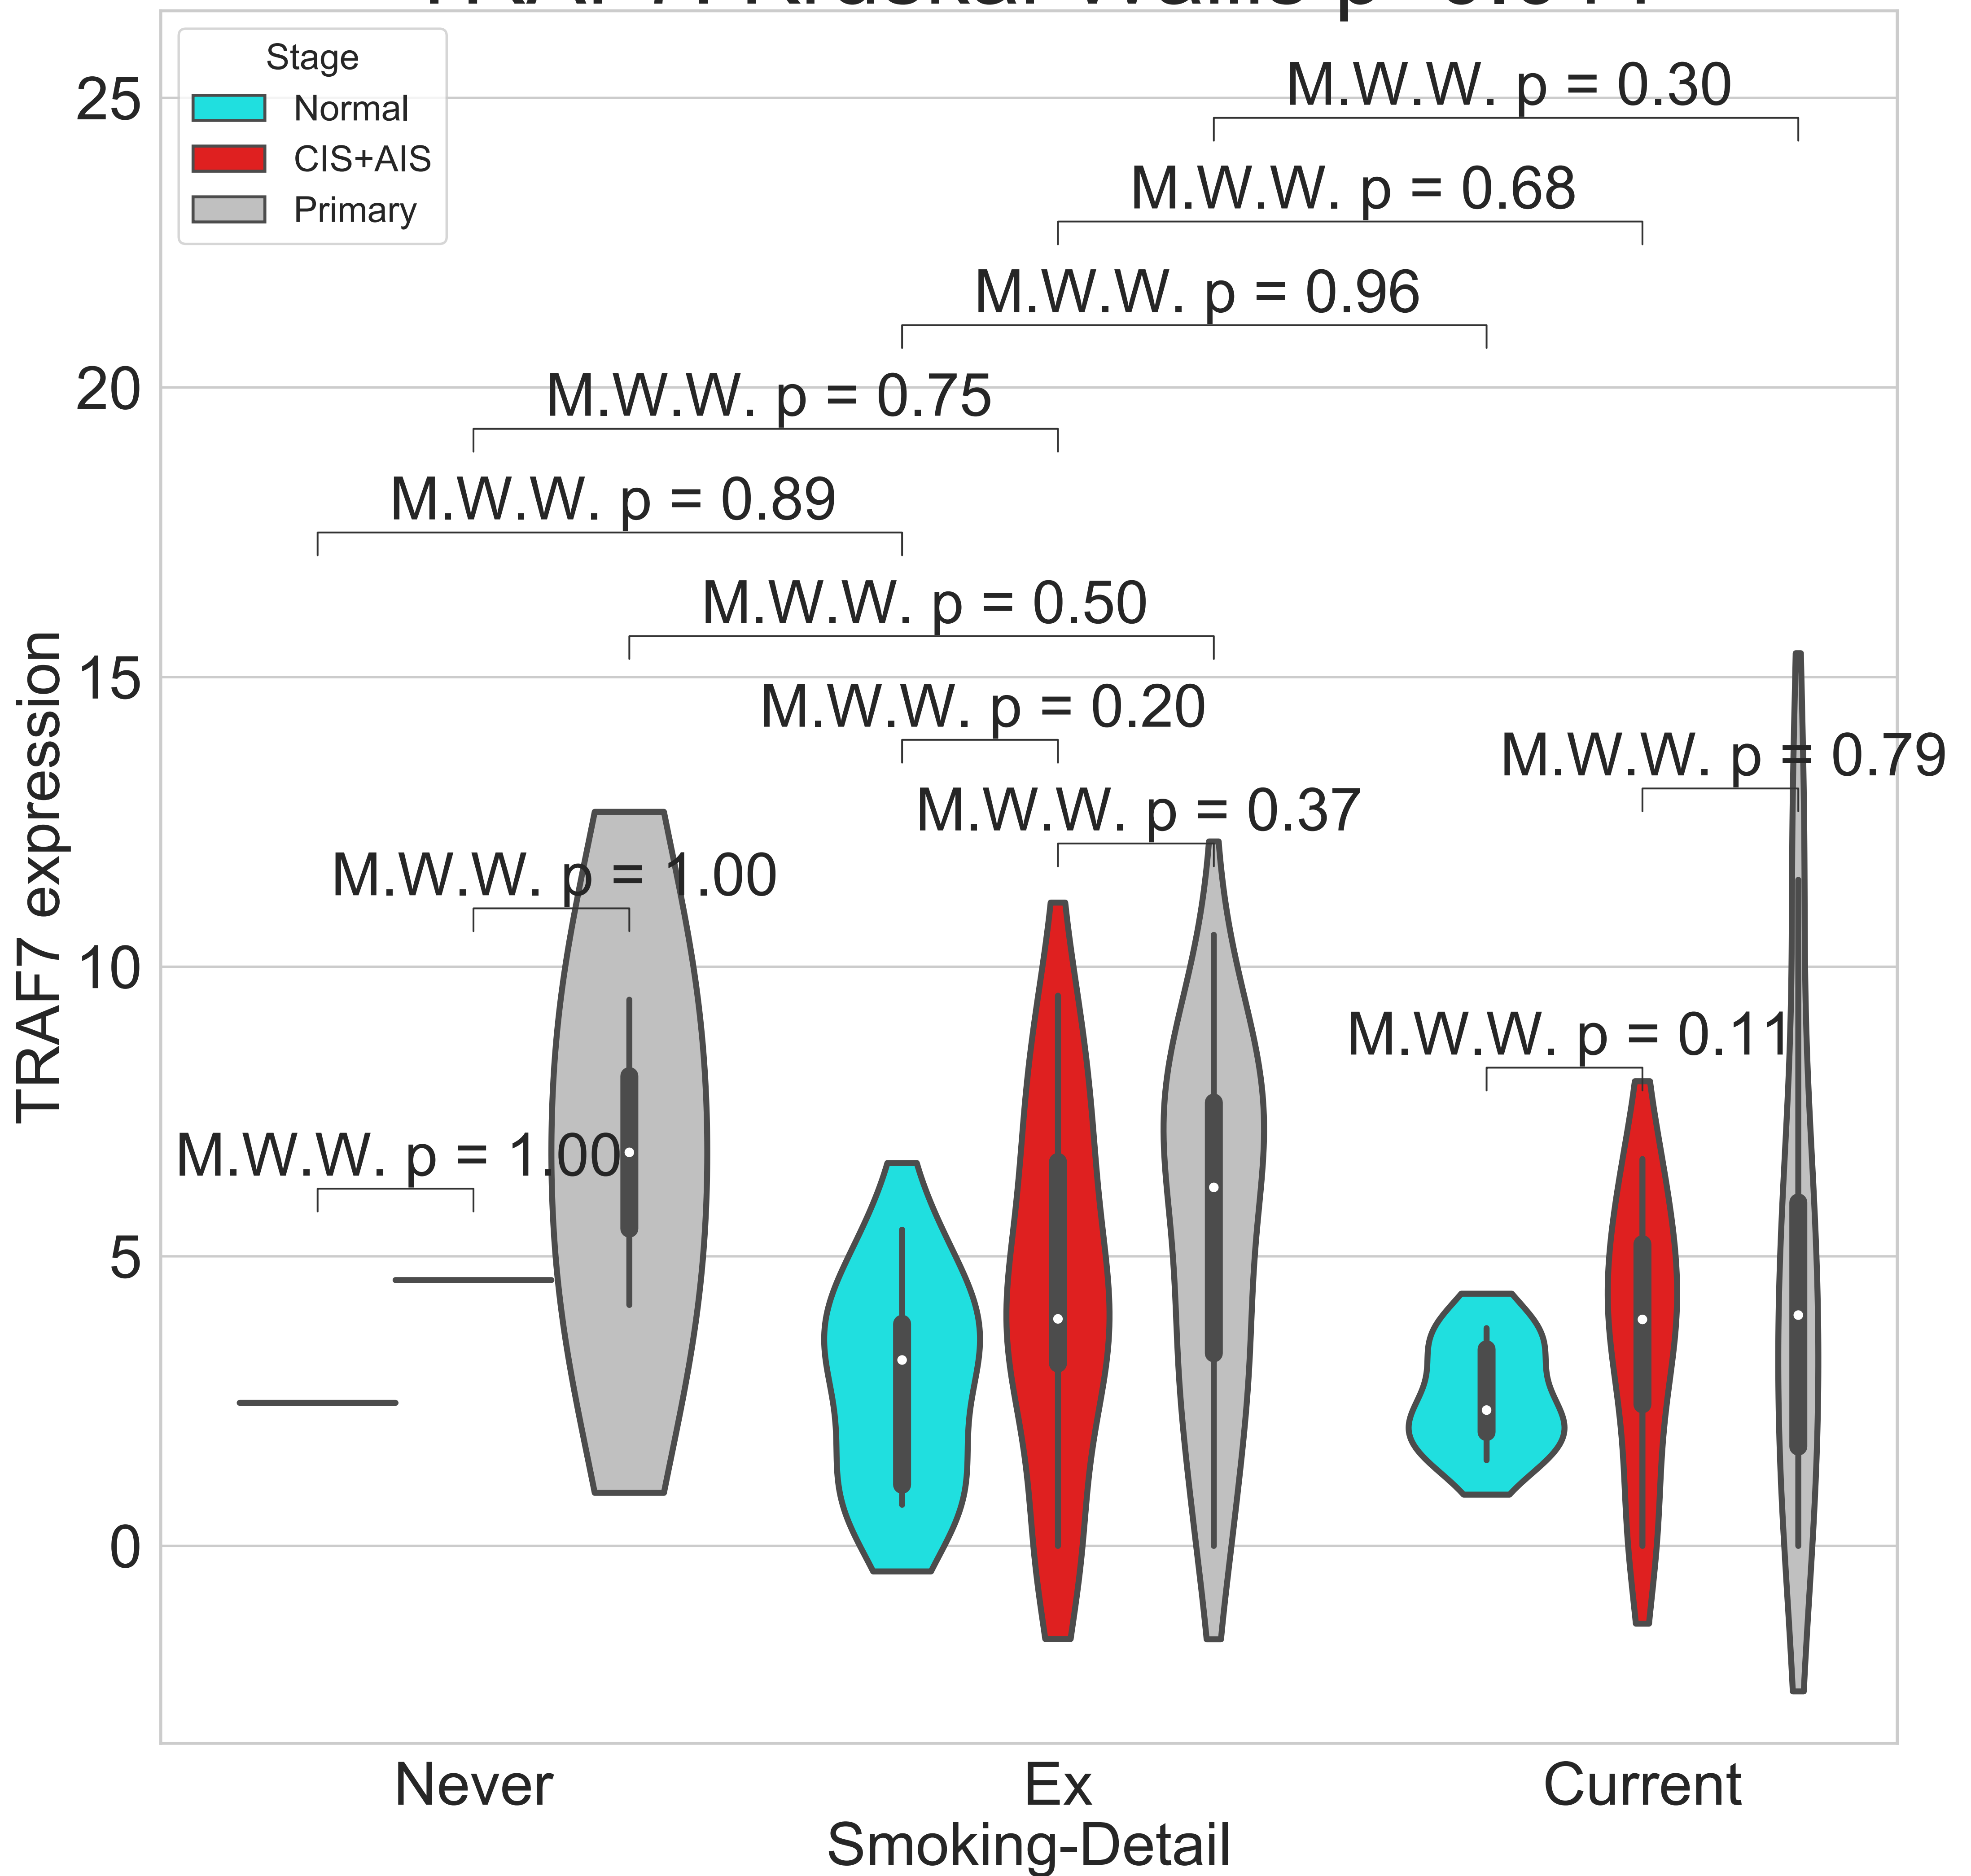 Stage
Normal
CIS+AIS
Primary
25
20
15
10
5
0
TRAF7 expression
M.W.W. p = 0.30
M.W.W. p = 0.68
M.W.W. p = 0.96
M.W.W. p = 0.75
M.W.W. p = 0.89
M.W.W. p = 0.50
M.W.W. p = 0.20
M.W.W. p = 0.79
M.W.W. p = 0.37
M.W.W. p = 1.00
M.W.W. p = 0.11
M.W.W. p = 1.00
Never
Ex
Current
Smoking-Detail